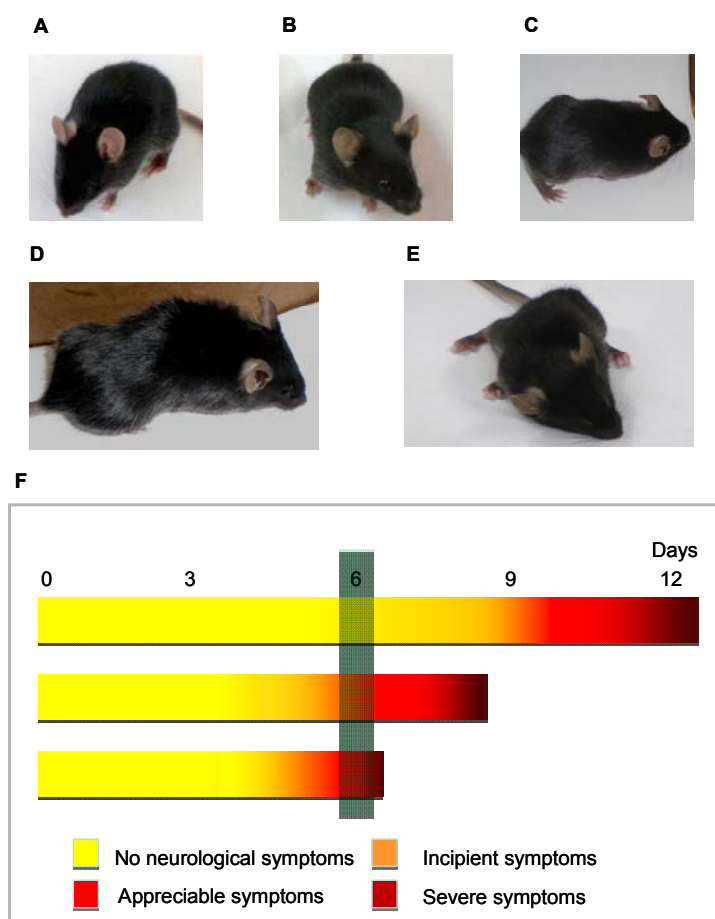 A B C
D E
F
Days
0 3 6 9 12
No neurological symptoms Incipient symptoms
Appreciable symptoms Severe symptoms